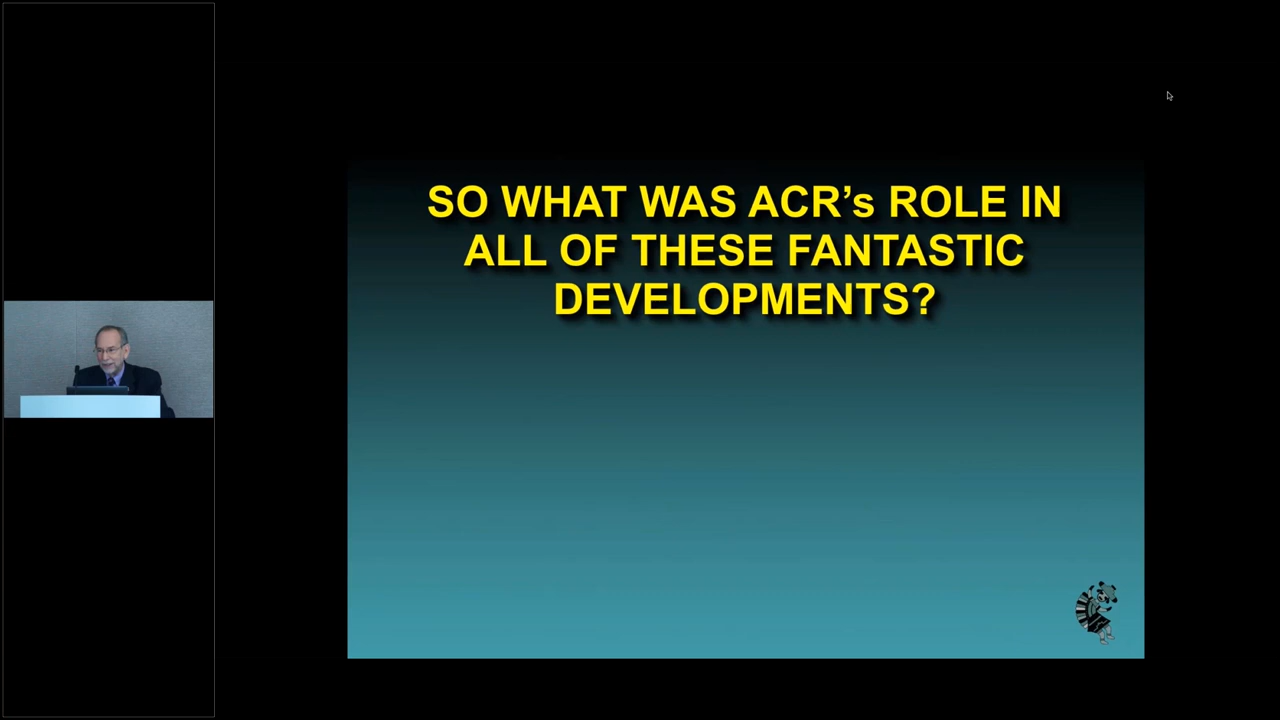 SO WHAT WAS ACR’s ROLE IN
ALL OF THESE FANTASTIC
DEVELOPMENTS?